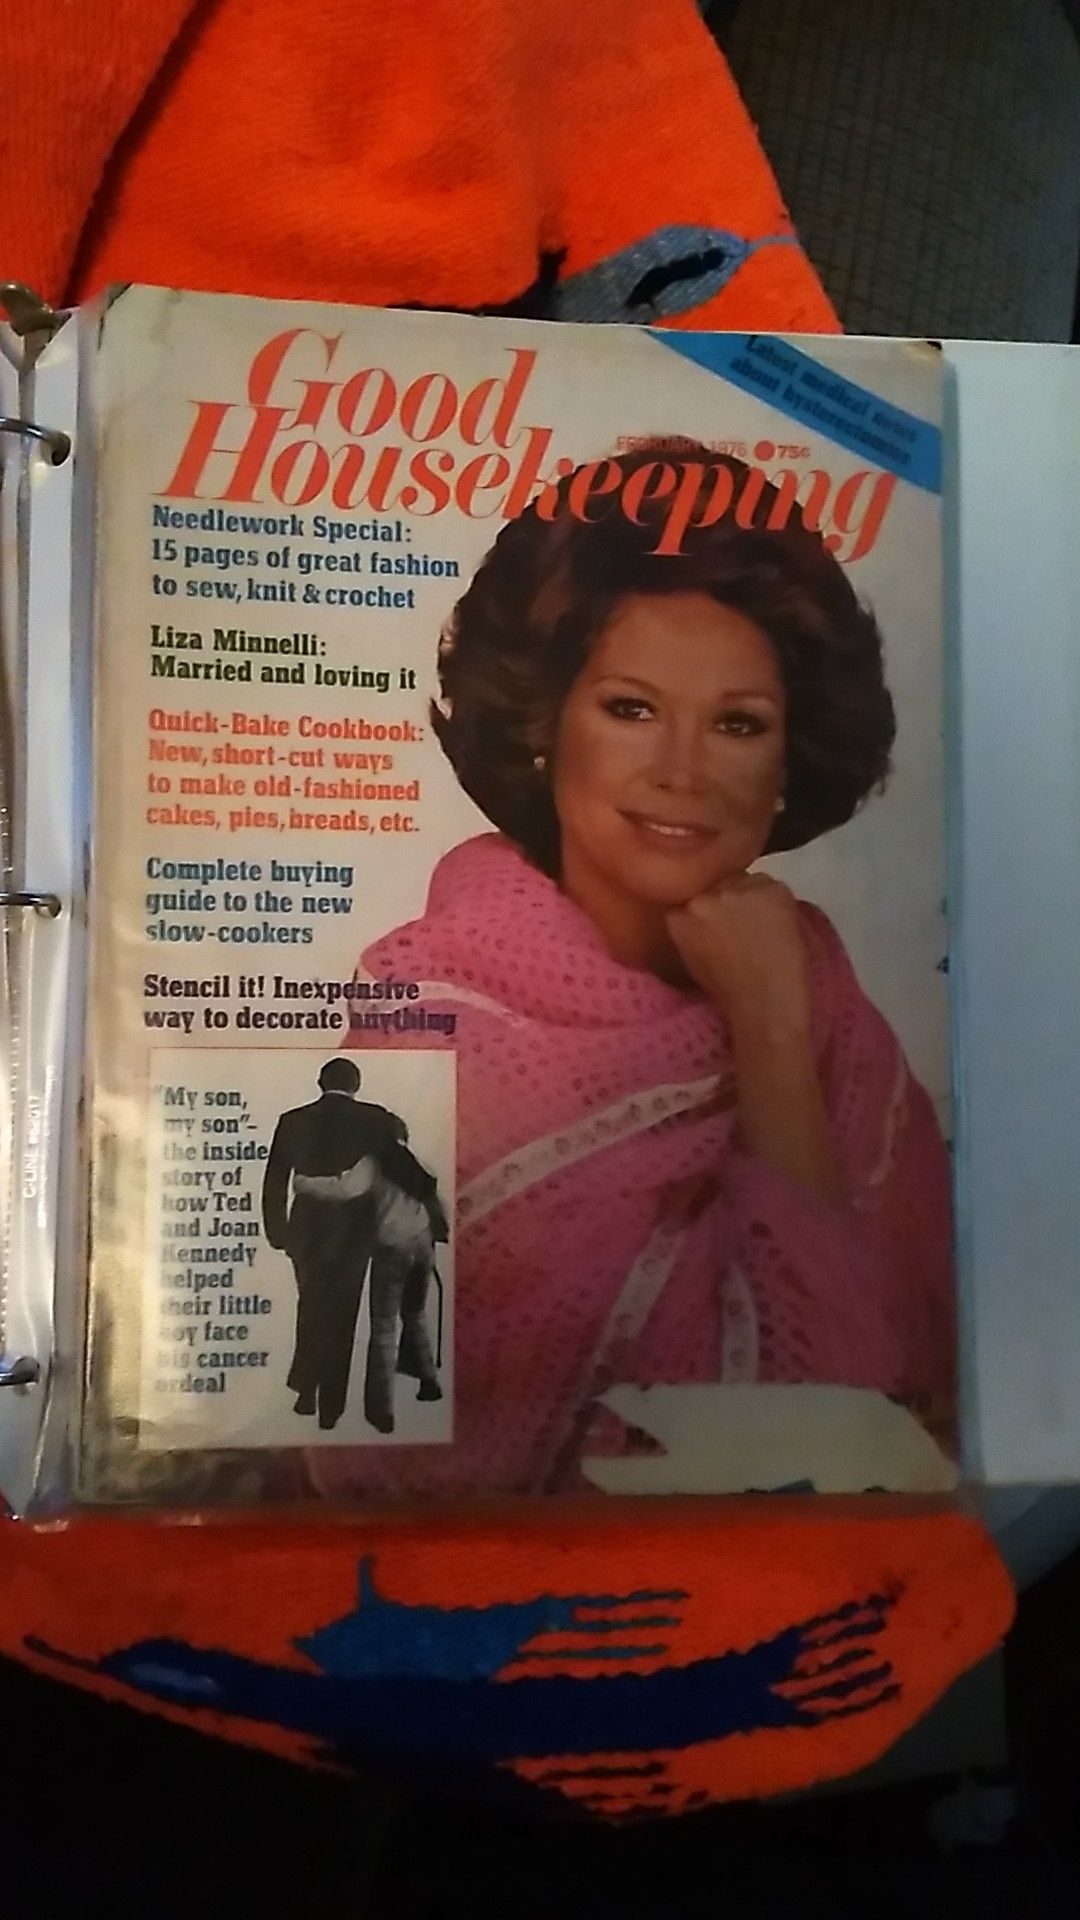 Good
Housekeeping
Latest medical news
about hysterectomies
FEBRUARY 1976 ● 75¢
Needlework Special:
15 pages of great fashion
to sew, knit & crochet
Liza Minnelli:
Married and loving it
Quick-Bake Cookbook:
New, short-cut ways
to make old-fashioned
cakes, pies, breads, etc.
Complete buying
guide to the new
slow-cookers
Stencil it! Inexpensive
way to decorate anything
"My son,
my son"–
the inside
story of
how Ted
and Joan
Kennedy
helped
their little
boy face
his cancer
ordeal
C-LINE